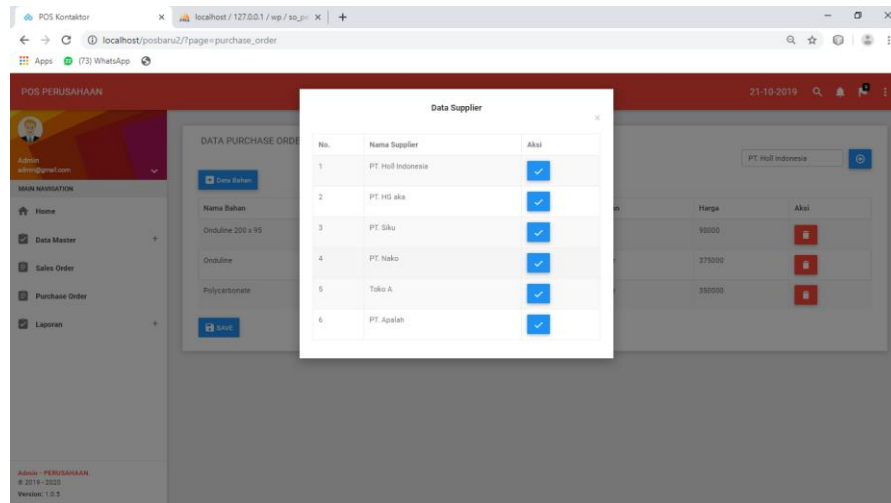 POS Kontaktor
localhost / 127.0.0.1 / wp / so_
localhost/posbaru2/?page=purchase_order
Apps
(73) WhatsApp
POS PERUSAHAAN
21-10-2019
Admin
admin@gmail.com
MAIN NAVIGATION
Home
Data Master
Sales Order
Purchase Order
Laporan
Admin - PERUSAHAAN.
© 2019 - 2020
Version: 1.0.5
DATA PURCHASE ORDE
PT. Holl Indonesia
Data Bahan
Nama Bahan Harga Aksi
Onduline 200 x 95 90000
Onduline 375000
Polycarbonate 350000
SAVE
Data Supplier
×
No. Nama Supplier Aksi
1 PT. Holl Indonesia
2 PT. HG aka
3 PT. Siku
4 PT. Nako
5 Toko A
6 PT. Apalah